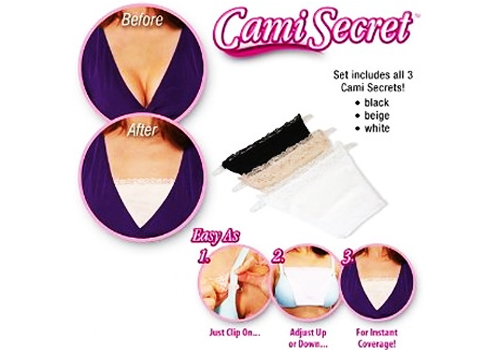 Before
Cami Secret™
Set includes all 3
Cami Secrets!
• black
• beige
• white
After
Easy As
1.
2.
3.
Just Clip On...
Adjust Up
or Down...
For Instant
Coverage!